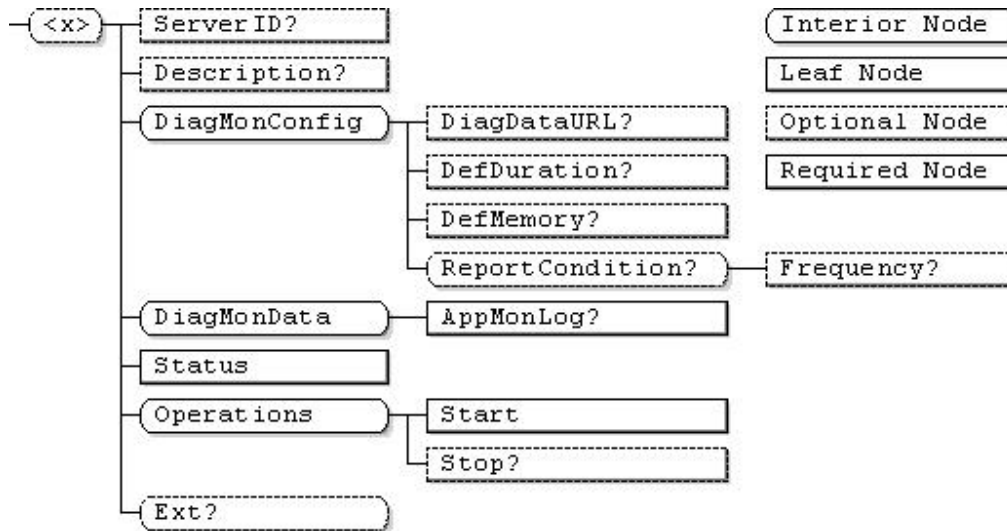 <x>
ServerID?
Interior Node
Description?
Leaf Node
DiagMonConfig
DiagDataURL?
Optional Node
DefDuration?
Required Node
DefMemory?
ReportCondition?
Frequency?
DiagMonData
AppMonLog?
Status
Operations
Start
Stop?
Ext?